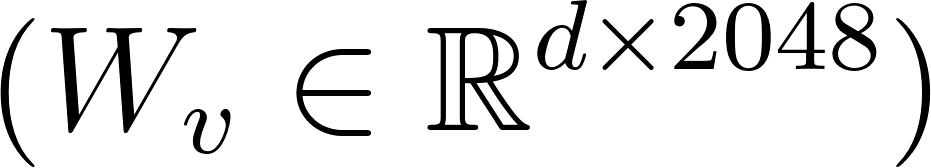 (W_v ∈ ℝ^{d×2048})